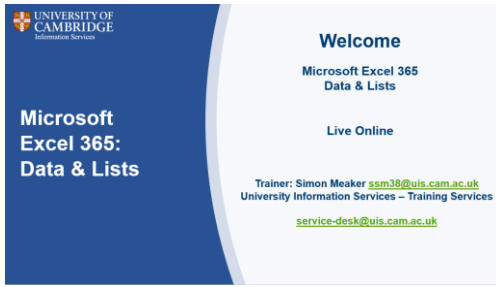 UNIVERSITY OF
CAMBRIDGE
Information Services
Microsoft
Excel 365:
Data & Lists
Welcome
Microsoft Excel 365
Data & Lists
Live Online
Trainer: Simon Meaker ssm38@uis.cam.ac.uk
University Information Services – Training Services
service-desk@uis.cam.ac.uk